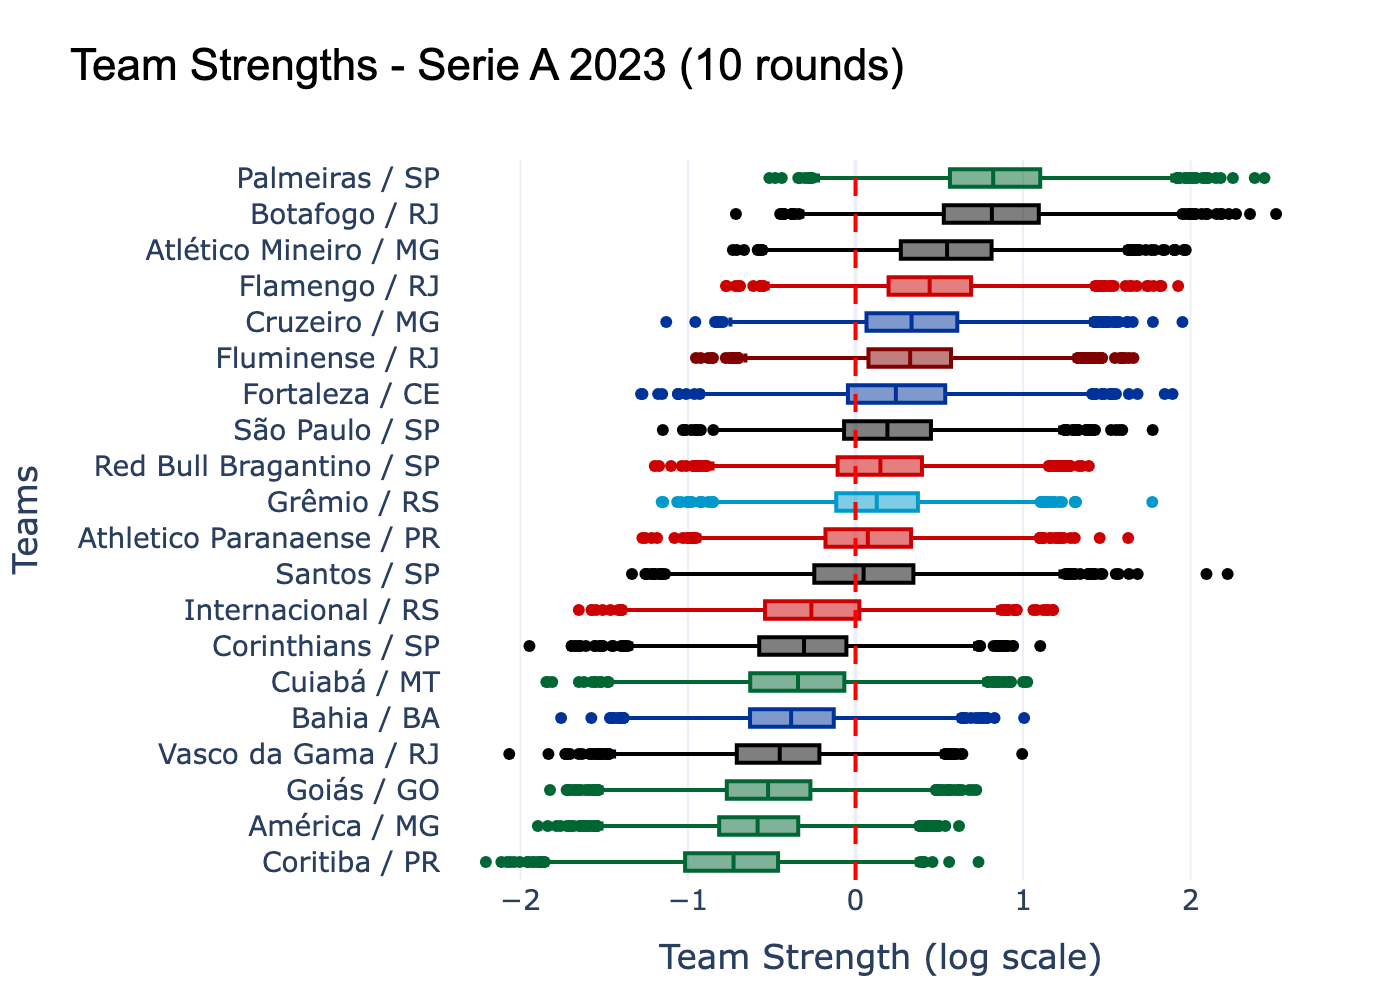 Team Strengths - Serie A 2023 (10 rounds)
Teams
Palmeiras / SP
Botafogo / RJ
Atlético Mineiro / MG
Flamengo / RJ
Cruzeiro / MG
Fluminense / RJ
Fortaleza / CE
São Paulo / SP
Red Bull Bragantino / SP
Grêmio / RS
Athletico Paranaense / PR
Santos / SP
Internacional / RS
Corinthians / SP
Cuiabá / MT
Bahia / BA
Vasco da Gama / RJ
Goiás / GO
América / MG
Coritiba / PR
−2 −1 0 1 2
Team Strength (log scale)